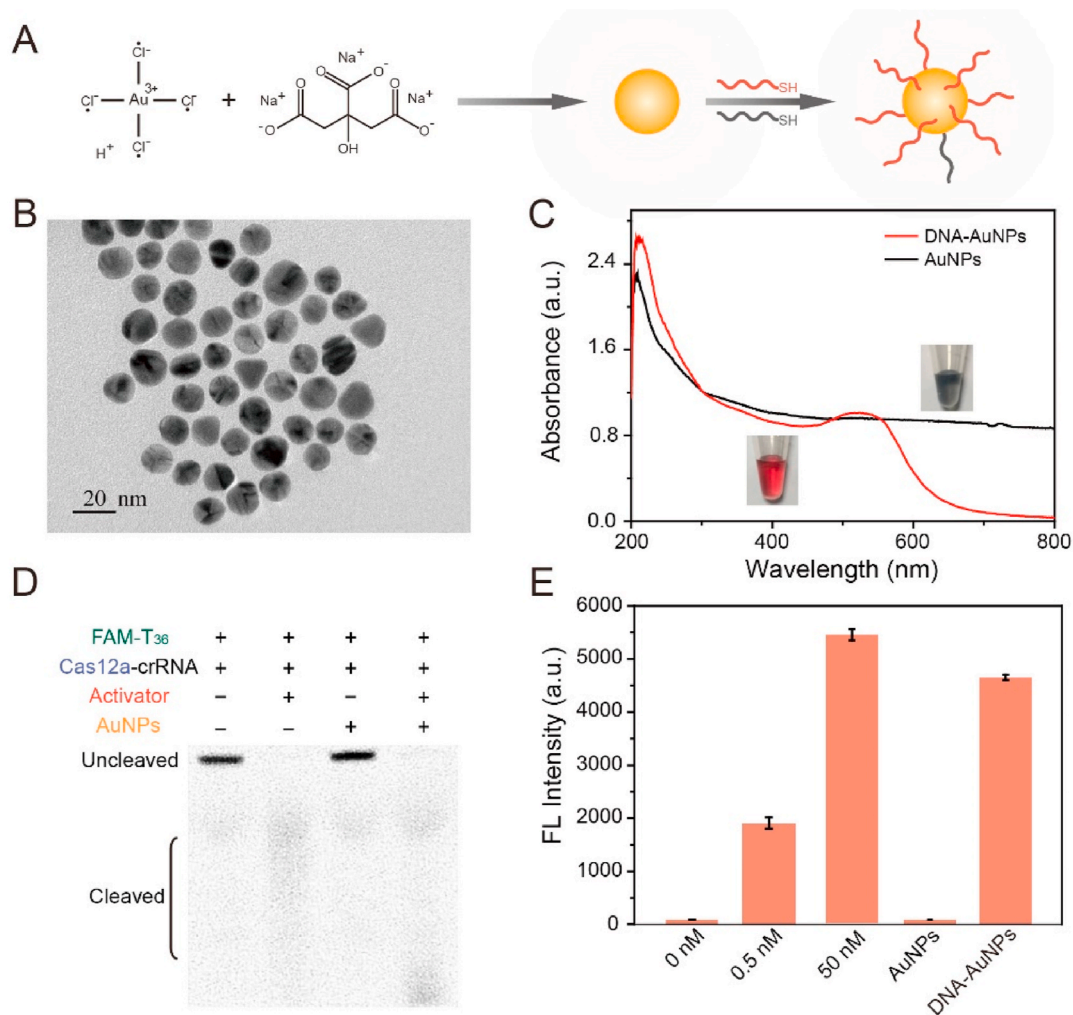 A
Cl⁻
Cl⁻ Au³⁺ Cl⁻
Cl⁻
H⁺
+
Na⁺
O O⁻
Na⁺ O O Na⁺
⁻O O⁻
OH
SH
SH
B
20 nm
C
DNA-AuNPs
AuNPs
Absorbance (a.u.)
2.4
1.6
0.8
0.0
200 400 600 800
Wavelength (nm)
D
FAM-T₃₆ + + + +
Cas12a-crRNA + + + +
Activator − + − +
AuNPs − − + +
Uncleaved
Cleaved
E
FL Intensity (a.u.)
6000
5000
4000
3000
2000
1000
0
0 nM 0.5 nM 50 nM AuNPs DNA-AuNPs